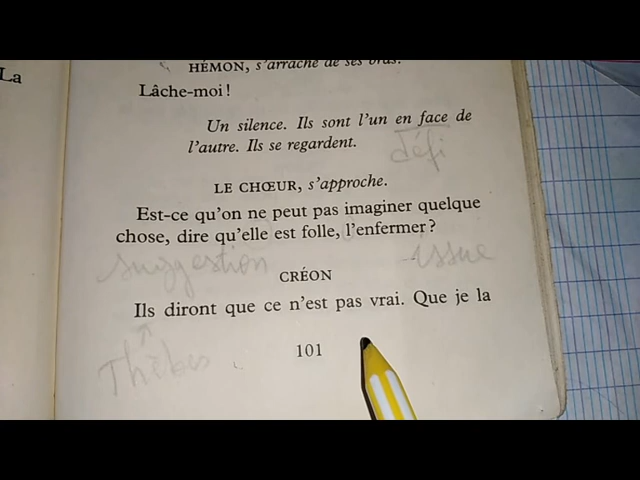 La
HÉMON, s'arrache de ses bras.
Lâche-moi !
Un silence. Ils sont l'un en face de
l'autre. Ils se regardent.
défi
LE CHŒUR, s'approche.
Est-ce qu'on ne peut pas imaginer quelque
chose, dire qu'elle est folle, l'enfermer ?
suggestion issue
CRÉON
Ils diront que ce n'est pas vrai. Que je la
Thèbes
101